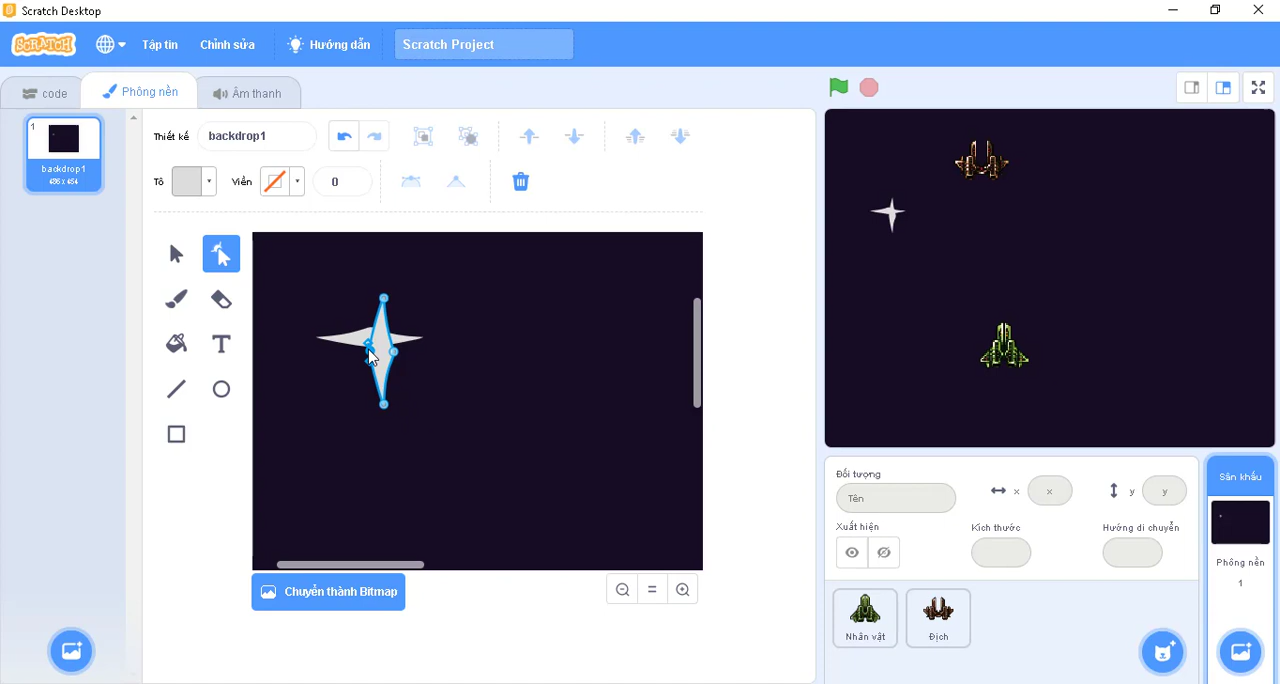 Scratch Desktop
SCRATCH
Tập tin
Chỉnh sửa
Hướng dẫn
Scratch Project
code
Phông nền
Âm thanh
1
backdrop1
Thiết kế
backdrop1
Tô
Viền
0
Chuyển thành Bitmap
Đối tượng
Tên
x
x
y
y
Xuất hiện
Kích thước
Hướng di chuyển
Nhân vật
Địch
Sân khấu
Phông nền
1